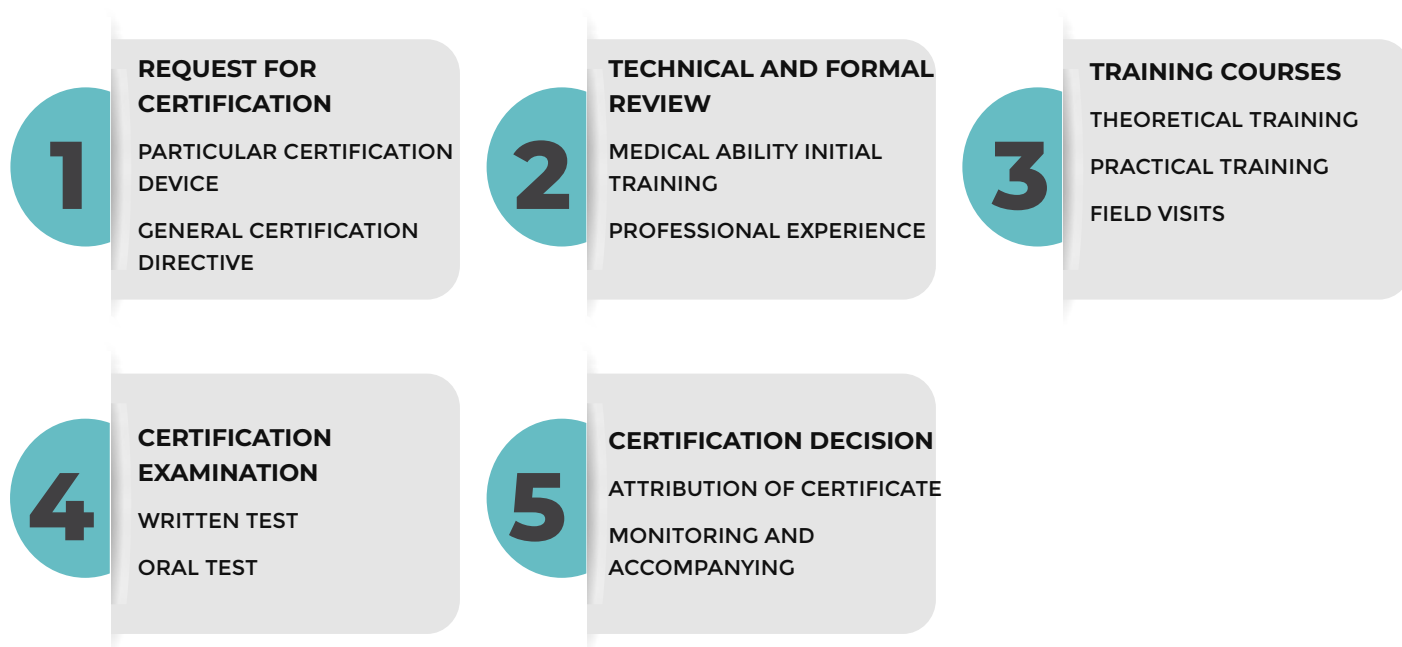 1
REQUEST FOR
CERTIFICATION
PARTICULAR CERTIFICATION
DEVICE
GENERAL CERTIFICATION
DIRECTIVE
2
TECHNICAL AND FORMAL
REVIEW
MEDICAL ABILITY INITIAL
TRAINING
PROFESSIONAL EXPERIENCE
3
TRAINING COURSES
THEORETICAL TRAINING
PRACTICAL TRAINING
FIELD VISITS
4
CERTIFICATION
EXAMINATION
WRITTEN TEST
ORAL TEST
5
CERTIFICATION DECISION
ATTRIBUTION OF CERTIFICATE
MONITORING AND
ACCOMPANYING